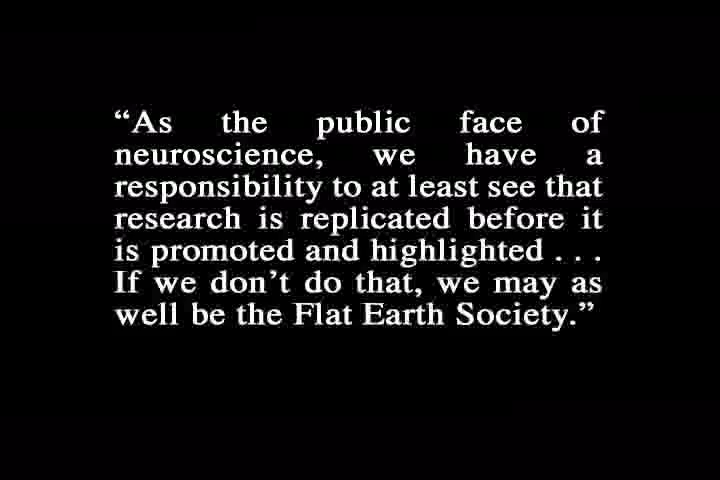 “As the public face of
neuroscience, we have a
responsibility to at least see that
research is replicated before it
is promoted and highlighted . . .
If we don’t do that, we may as
well be the Flat Earth Society.”